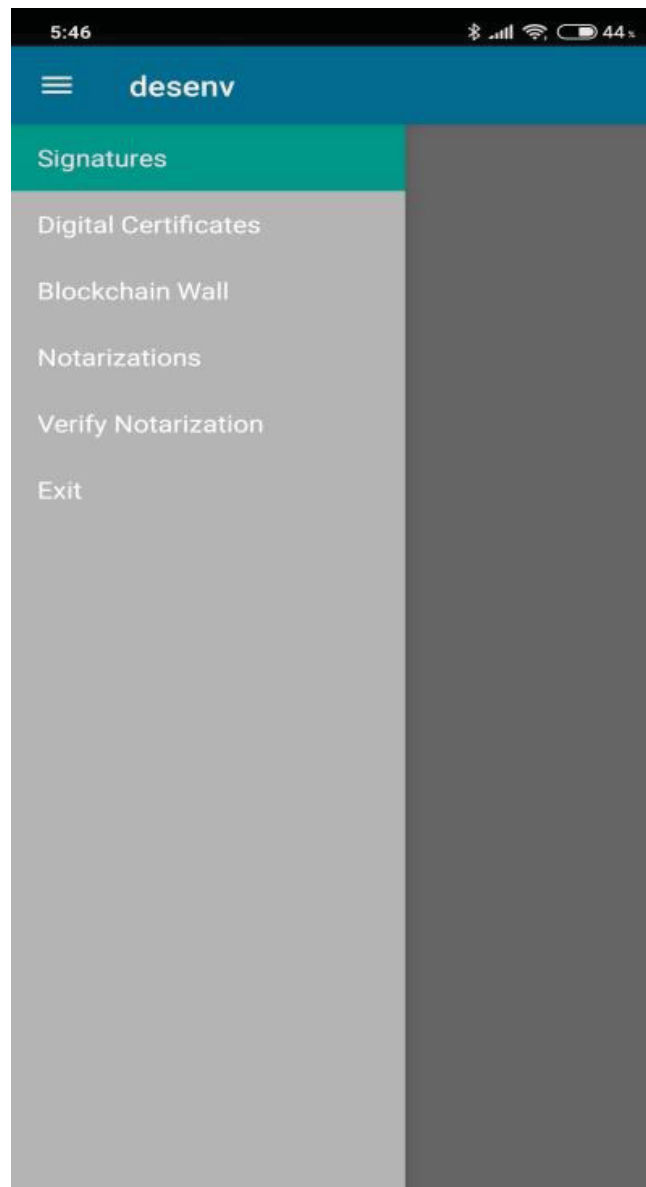 5:46 44%
desenv
Signatures
Digital Certificates
Blockchain Wall
Notarizations
Verify Notarization
Exit